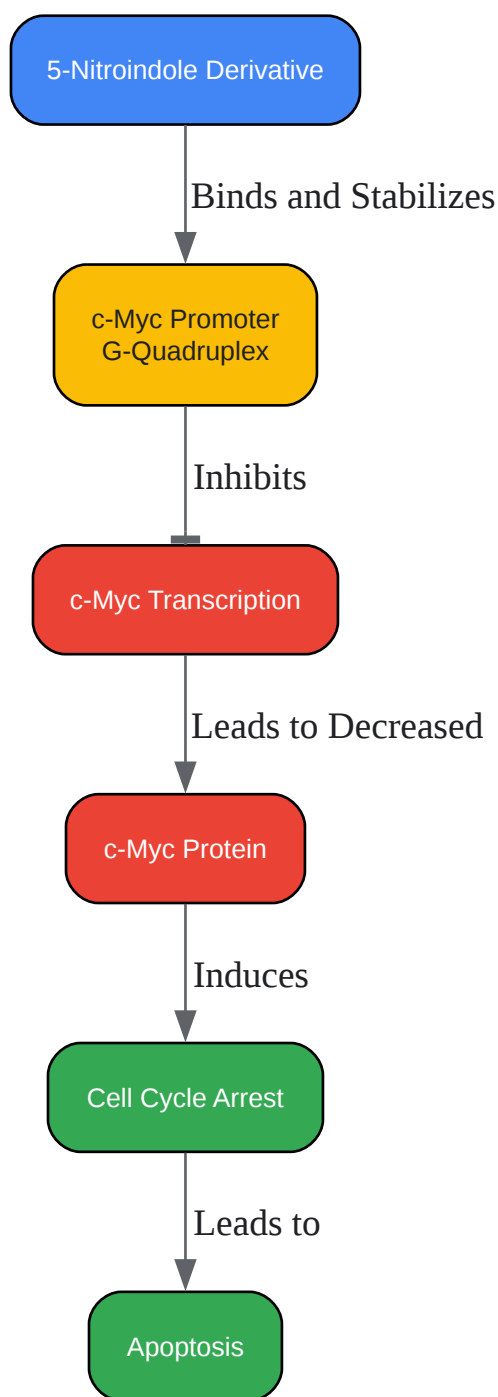 5-Nitroindole Derivative
Binds and Stabilizes
c-Myc Promoter
G-Quadruplex
Inhibits
c-Myc Transcription
Leads to Decreased
c-Myc Protein
Induces
Cell Cycle Arrest
Leads to
Apoptosis